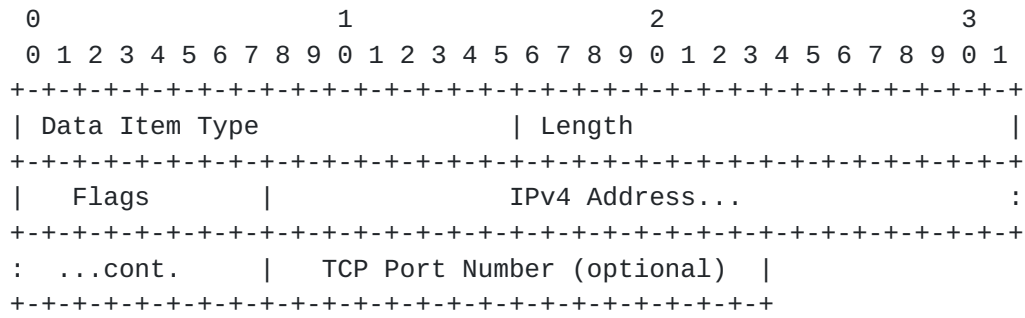 0                   1                   2                   3
 0 1 2 3 4 5 6 7 8 9 0 1 2 3 4 5 6 7 8 9 0 1 2 3 4 5 6 7 8 9 0 1
+-+-+-+-+-+-+-+-+-+-+-+-+-+-+-+-+-+-+-+-+-+-+-+-+-+-+-+-+-+-+-+-+
| Data Item Type                | Length                        |
+-+-+-+-+-+-+-+-+-+-+-+-+-+-+-+-+-+-+-+-+-+-+-+-+-+-+-+-+-+-+-+-+
|   Flags       |               IPv4 Address...                 :
+-+-+-+-+-+-+-+-+-+-+-+-+-+-+-+-+-+-+-+-+-+-+-+-+-+-+-+-+-+-+-+-+
:  ...cont.     |   TCP Port Number (optional)  |
+-+-+-+-+-+-+-+-+-+-+-+-+-+-+-+-+-+-+-+-+-+-+-+-+